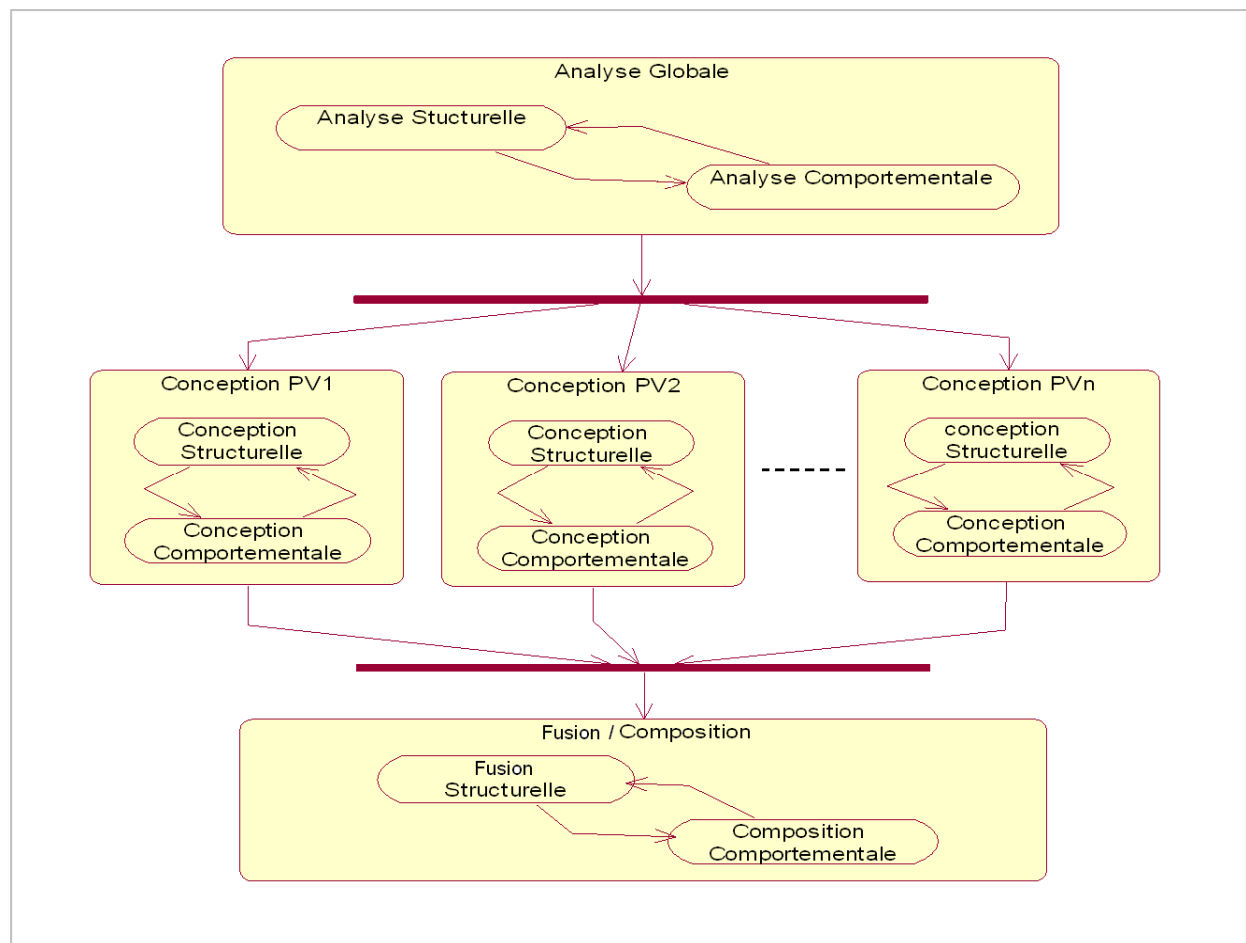 Analyse Globale
Analyse Stucturelle
Analyse Comportementale
Conception PV1
Conception
Structurelle
Conception
Comportementale
Conception PV2
Conception
Structurelle
Conception
Comportementale
Conception PVn
conception
Structurelle
Conception
Comportementale
Fusion / Composition
Fusion
Structurelle
Composition
Comportementale